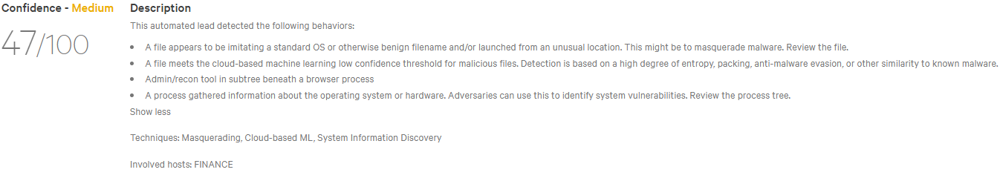 Confidence - Medium
47/100
Description
This automated lead detected the following behaviors:
• A file appears to be imitating a standard OS or otherwise benign filename and/or launched from an unusual location. This might be to masquerade malware. Review the file.
• A file meets the cloud-based machine learning low confidence threshold for malicious files. Detection is based on a high degree of entropy, packing, anti-malware evasion, or other similarity to known malware.
• Admin/recon tool in subtree beneath a browser process
• A process gathered information about the operating system or hardware. Adversaries can use this to identify system vulnerabilities. Review the process tree.
Show less
Techniques: Masquerading, Cloud-based ML, System Information Discovery
Involved hosts: FINANCE